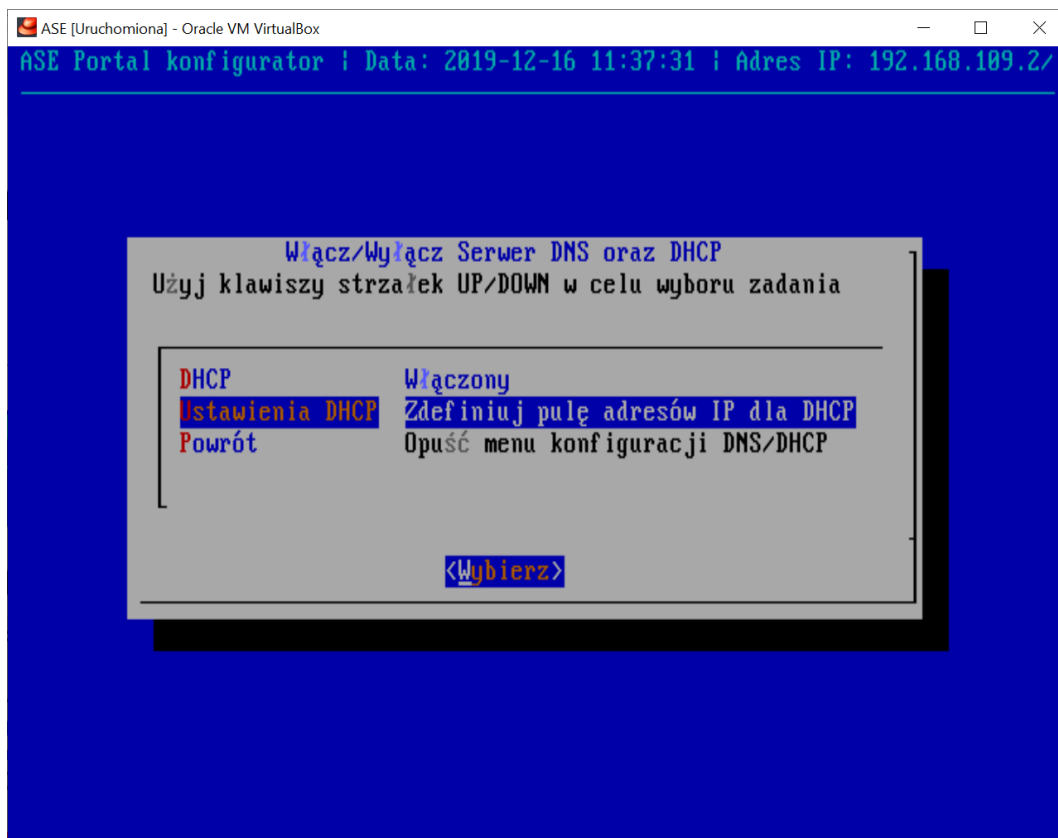 ASE [Uruchomiona] - Oracle VM VirtualBox
ASE Portal konfigurator | Data: 2019-12-16 11:37:31 | Adres IP: 192.168.109.2/
Włącz/Wyłącz Serwer DNS oraz DHCP
Użyj klawiszy strzałek UP/DOWN w celu wyboru zadania
DHCP Włączony
Ustawienia DHCP Zdefiniuj pulę adresów IP dla DHCP
Powrót Opuść menu konfiguracji DNS/DHCP
<Wybierz>